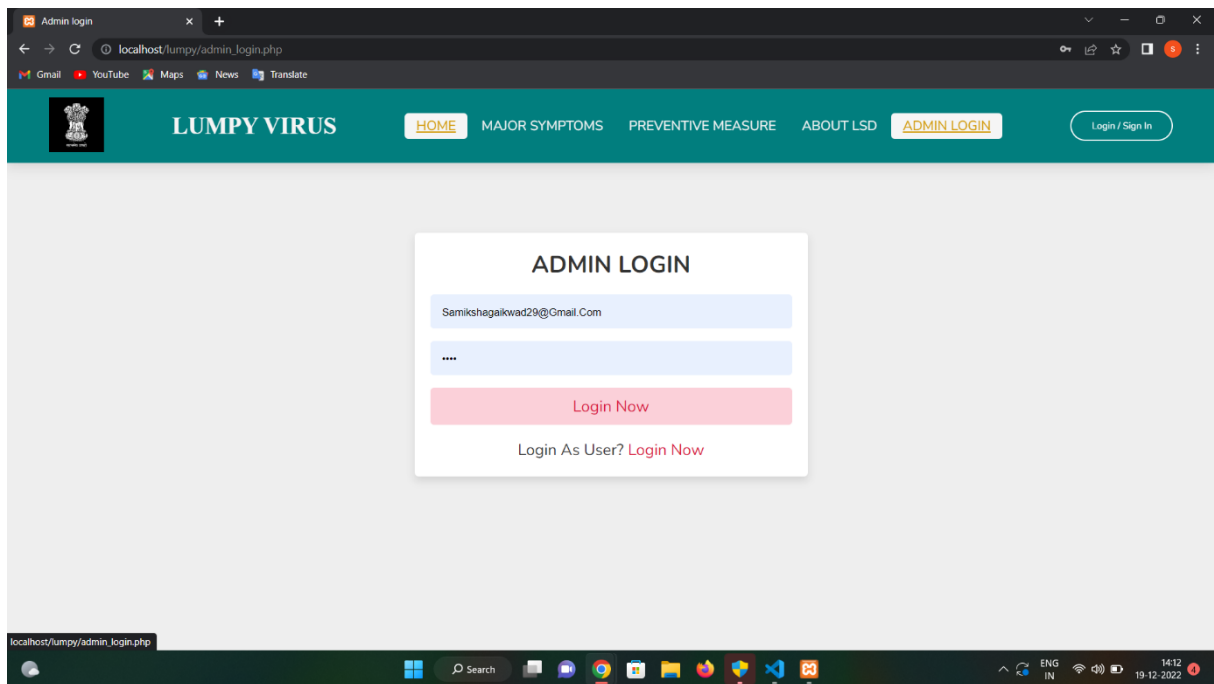 Admin login
localhost/lumpy/admin_login.php
Gmail YouTube Maps News Translate
LUMPY VIRUS HOME MAJOR SYMPTOMS PREVENTIVE MEASURE ABOUT LSD ADMIN LOGIN Login / Sign In
ADMIN LOGIN
Samikshagaikwad29@Gmail.Com
••••
Login Now
Login As User? Login Now
localhost/lumpy/admin_login.php
Search ENG IN 14:12 19-12-2022 4